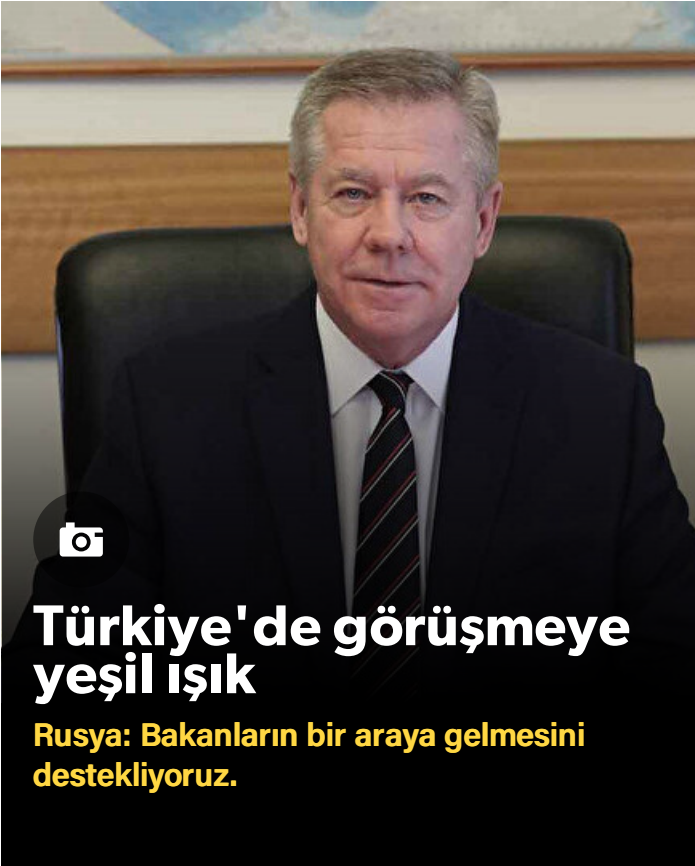 Türkiye'de görüşmeye
yeşil ışık
Rusya: Bakanların bir araya gelmesini
destekliyoruz.